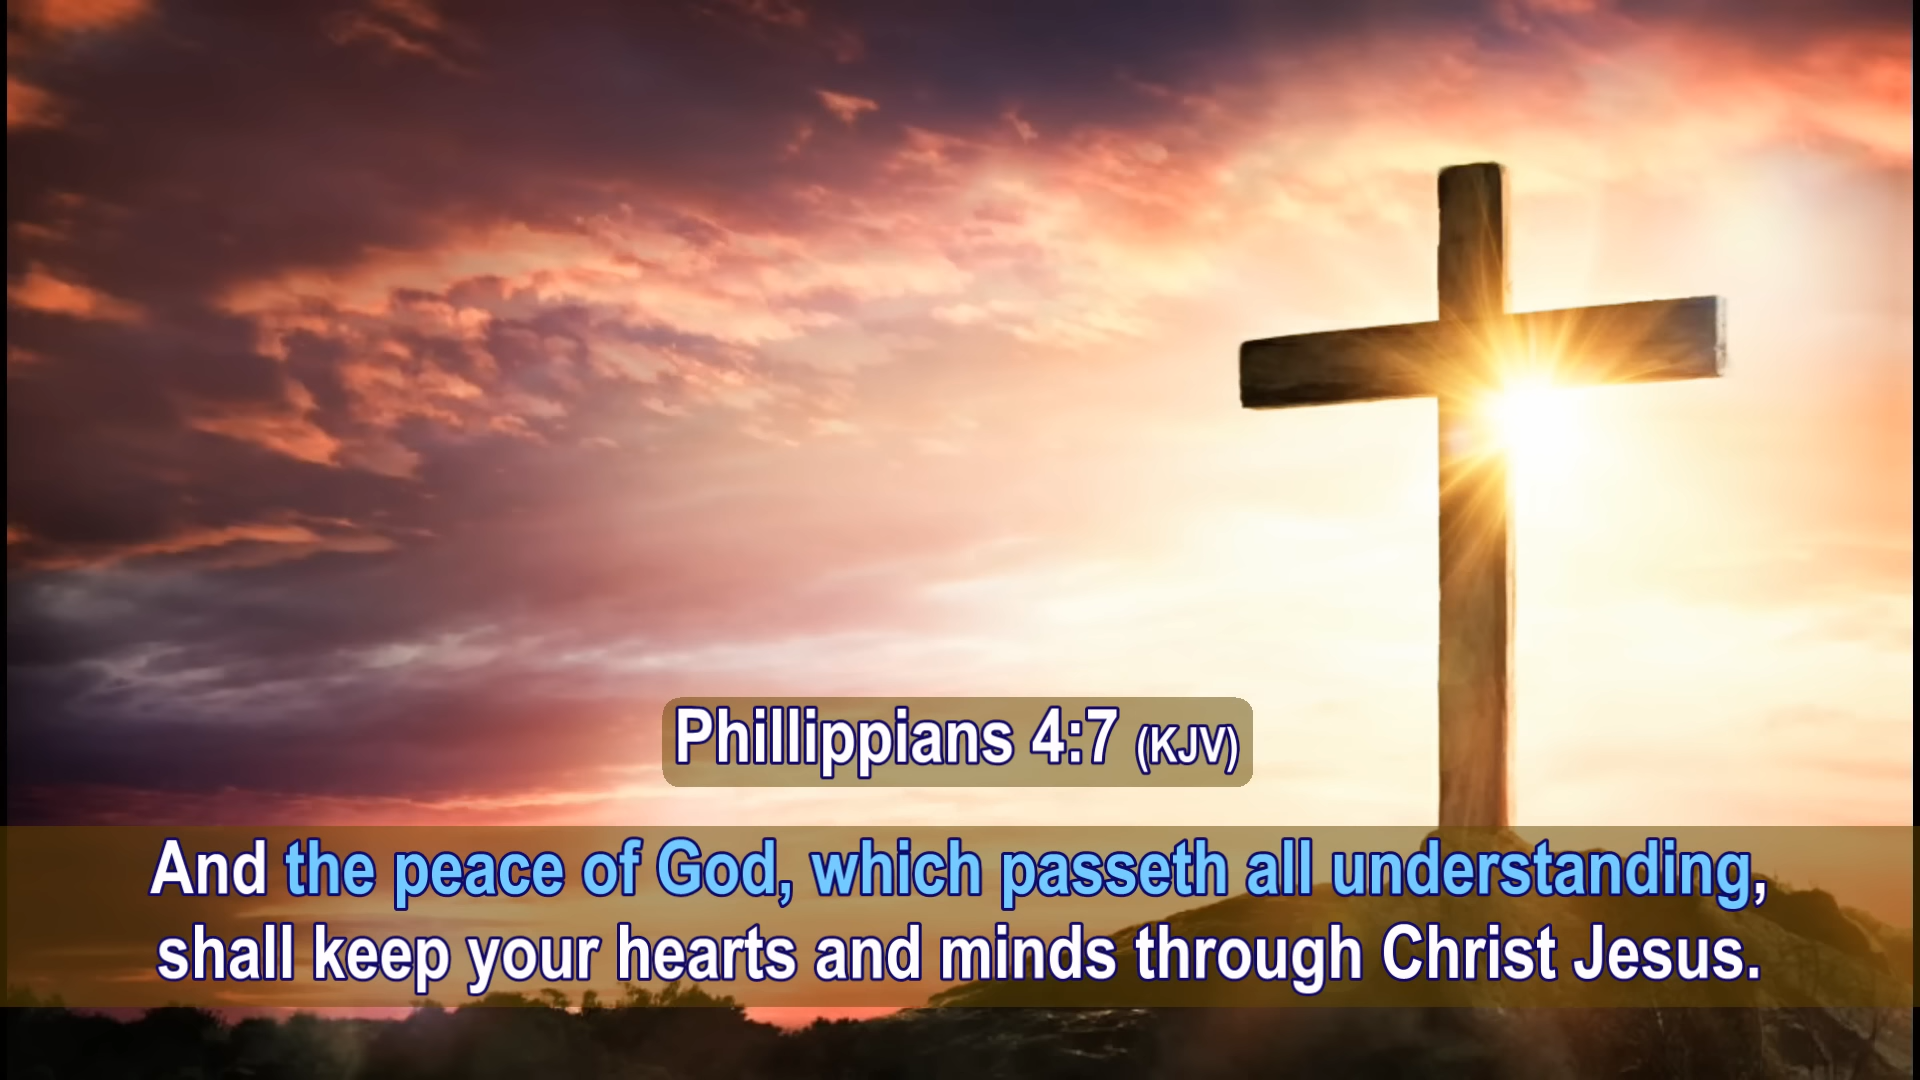 Phillippians 4:7 (KJV)
And the peace of God, which passeth all understanding,
shall keep your hearts and minds through Christ Jesus.